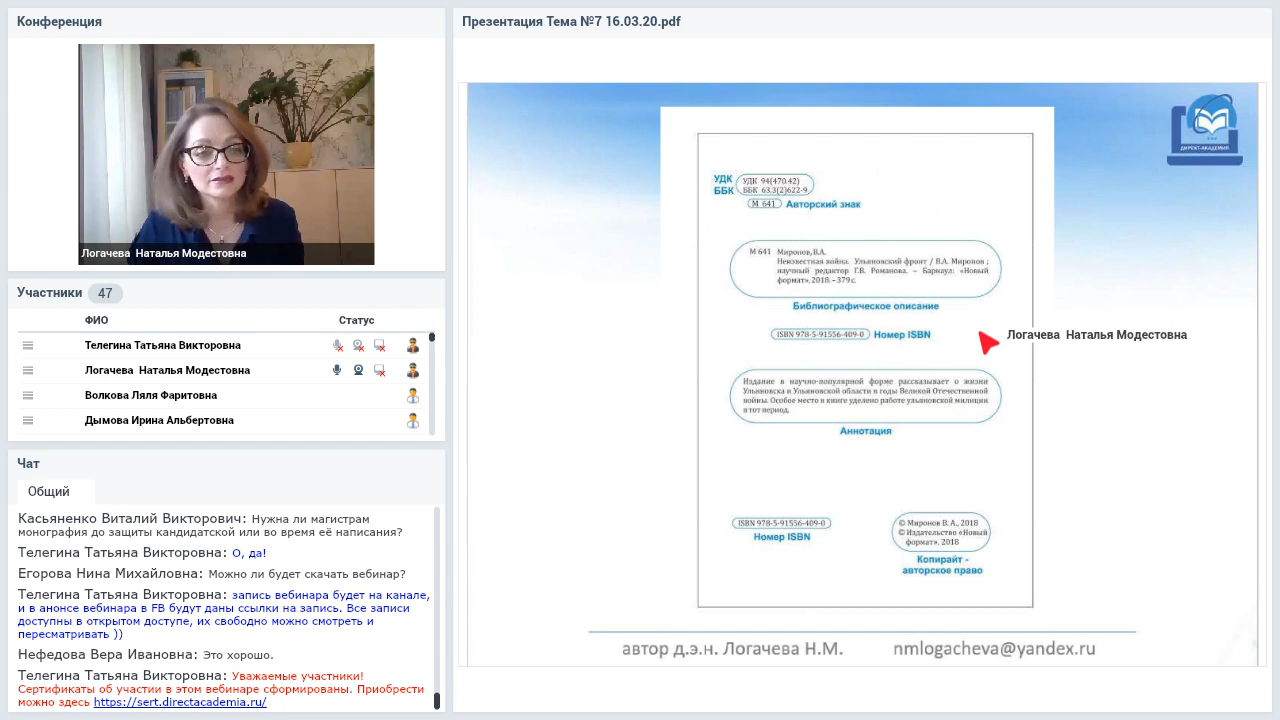 Конференция
Логачева Наталья Модестовна
Участники 47
ФИО Статус
Телегина Татьяна Викторовна
Логачева Наталья Модестовна
Волкова Ляля Фаритовна
Дымова Ирина Альбертовна
Чат
Общий
Касьяненко Виталий Викторович: Нужна ли магистрам
монография до защиты кандидатской или во время её написания?
Телегина Татьяна Викторовна: О, да!
Егорова Нина Михайловна: Можно ли будет скачать вебинар?
Телегина Татьяна Викторовна: запись вебинара будет на канале,
и в анонсе вебинара в FB будут даны ссылки на запись. Все записи
доступны в открытом доступе, их свободно можно смотреть и
пересматривать ))
Нефедова Вера Ивановна: Это хорошо.
Телегина Татьяна Викторовна: Уважаемые участники!
Сертификаты об участии в этом вебинаре сформированы. Приобрести
можно здесь https://sert.directacademia.ru/
Презентация Тема №7 16.03.20.pdf
ДИРЕКТ-АКАДЕМИЯ
УДК УДК 94(470.42)
ББК ББК 63.3(2)622-9
М 641 Авторский знак
М 641 Миронов, В.А.
Неизвестная война. Ульяновский фронт / В.А. Миронов ;
научный редактор Г.В. Романова. – Барнаул: «Новый
формат», 2018. – 379 с.
Библиографическое описание
ISBN 978-5-91556-409-0 Номер ISBN
Логачева Наталья Модестовна
Издание в научно-популярной форме рассказывает о жизни
Ульяновска и Ульяновской области в годы Великой Отечественной
войны. Особое место в книге уделено работе ульяновской милиции
в тот период.
Аннотация
ISBN 978-5-91556-409-0
Номер ISBN
© Миронов В. А., 2018
© Издательство «Новый
формат», 2018
Копирайт -
авторское право
автор д.э.н. Логачева Н.М. nmlogacheva@yandex.ru